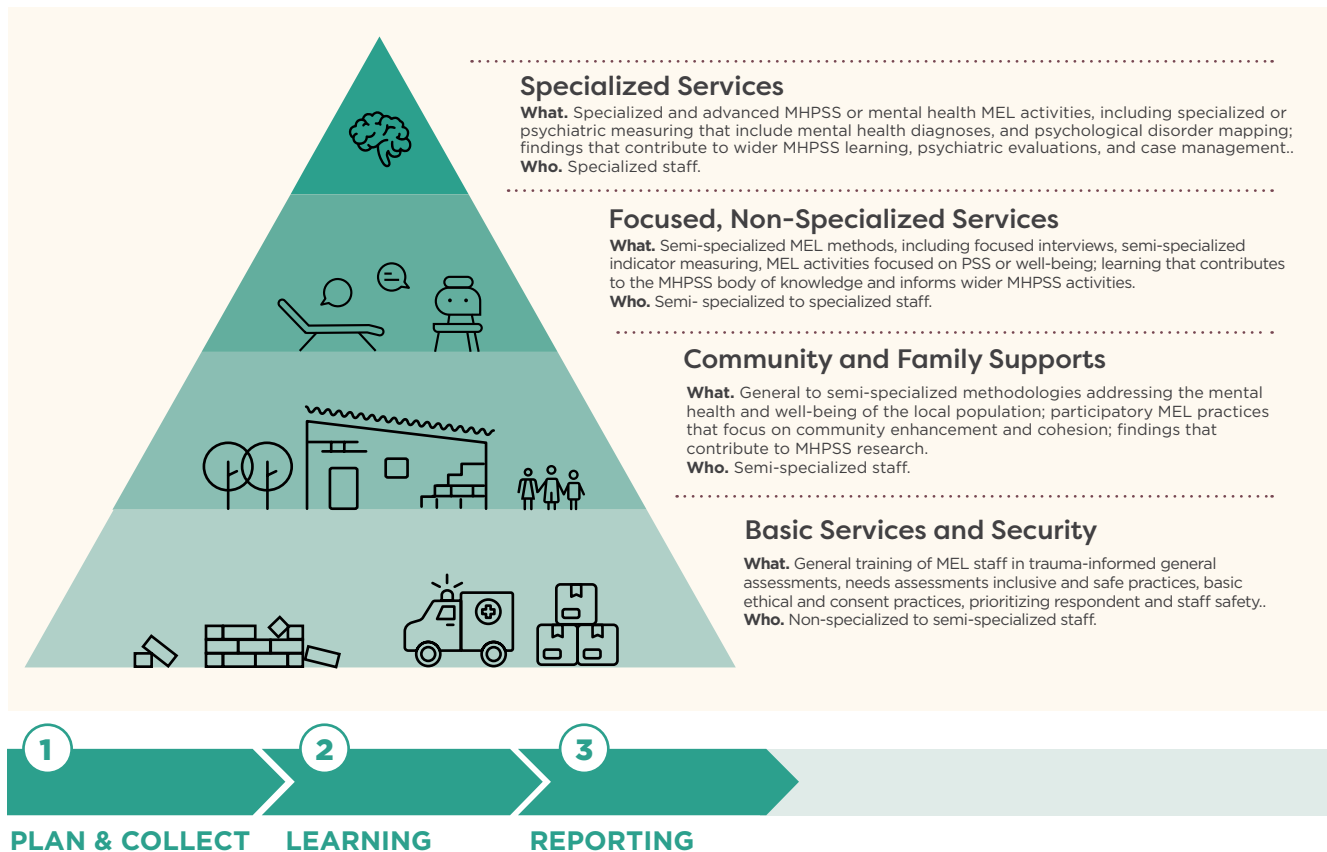 Specialized Services
What. Specialized and advanced MHPSS or mental health MEL activities, including specialized or
psychiatric measuring that include mental health diagnoses, and psychological disorder mapping;
findings that contribute to wider MHPSS learning, psychiatric evaluations, and case management..
Who. Specialized staff.
Focused, Non-Specialized Services
What. Semi-specialized MEL methods, including focused interviews, semi-specialized
indicator measuring, MEL activities focused on PSS or well-being; learning that contributes
to the MHPSS body of knowledge and informs wider MHPSS activities.
Who. Semi- specialized to specialized staff.
Community and Family Supports
What. General to semi-specialized methodologies addressing the mental
health and well-being of the local population; participatory MEL practices
that focus on community enhancement and cohesion; findings that
contribute to MHPSS research.
Who. Semi-specialized staff.
Basic Services and Security
What. General training of MEL staff in trauma-informed general
assessments, needs assessments inclusive and safe practices, basic
ethical and consent practices, prioritizing respondent and staff safety..
Who. Non-specialized to semi-specialized staff.
1
PLAN & COLLECT
2
LEARNING
3
REPORTING